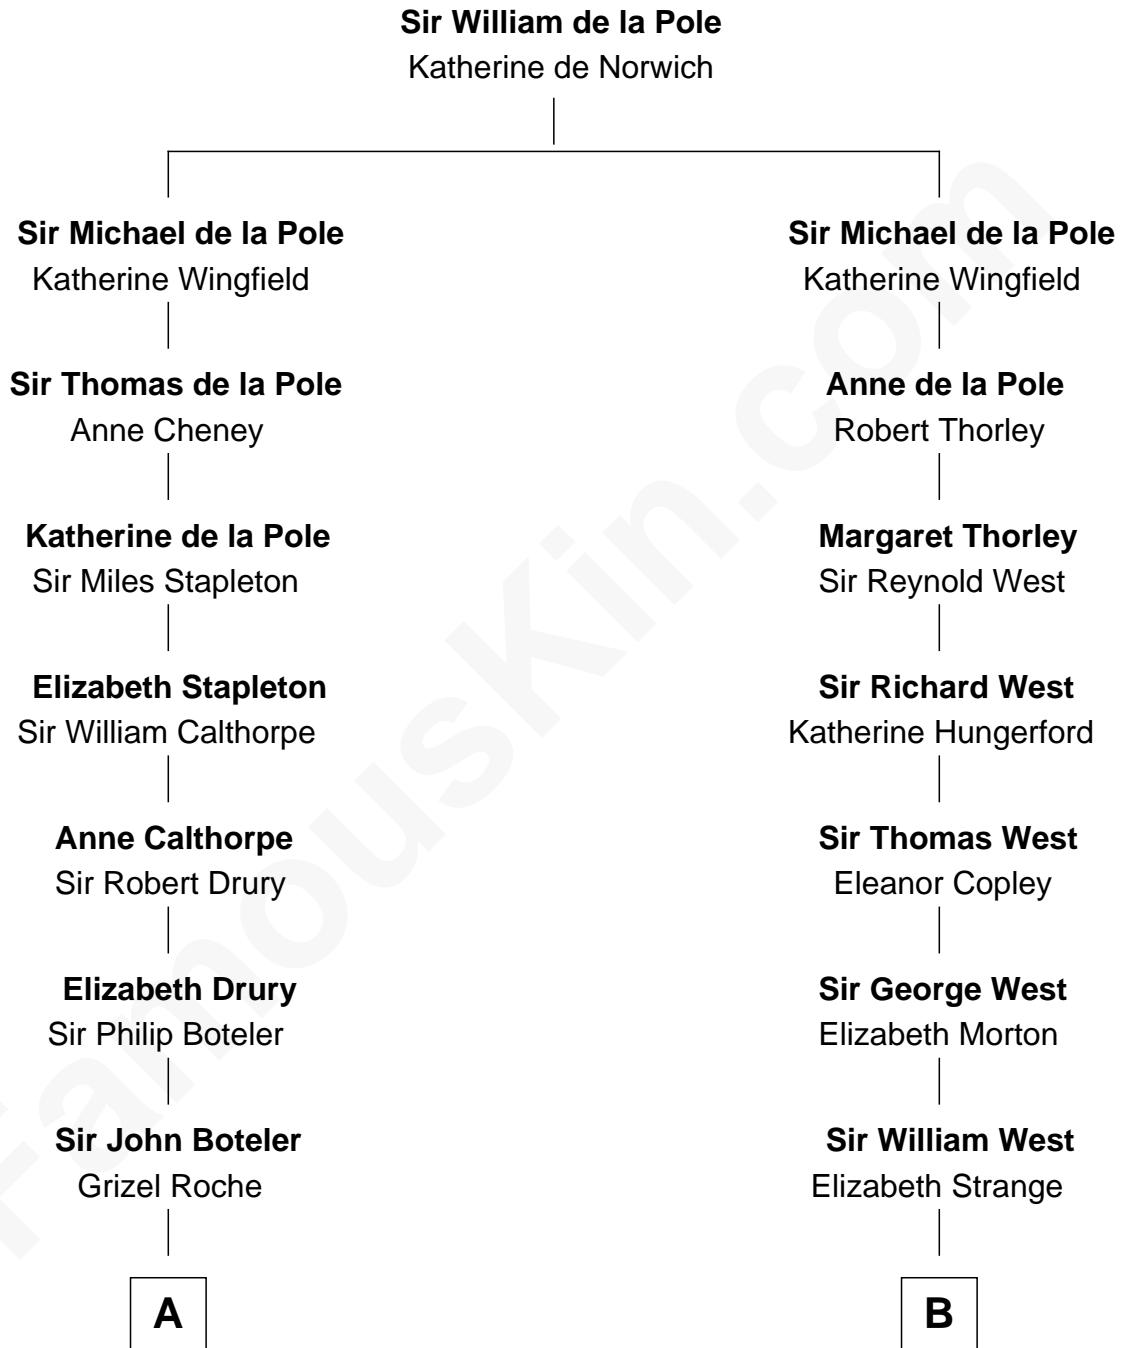 Sir William de la Pole
Katherine de Norwich
Sir Michael de la Pole
Katherine Wingfield
Sir Michael de la Pole
Katherine Wingfield
Sir Thomas de la Pole
Anne Cheney
Anne de la Pole
Robert Thorley
Katherine de la Pole
Sir Miles Stapleton
Margaret Thorley
Sir Reynold West
Elizabeth Stapleton
Sir William Calthorpe
Sir Richard West
Katherine Hungerford
Anne Calthorpe
Sir Robert Drury
Sir Thomas West
Eleanor Copley
Elizabeth Drury
Sir Philip Boteler
Sir George West
Elizabeth Morton
Sir John Boteler
Grizel Roche
Sir William West
Elizabeth Strange
A
B
FamousKin.com